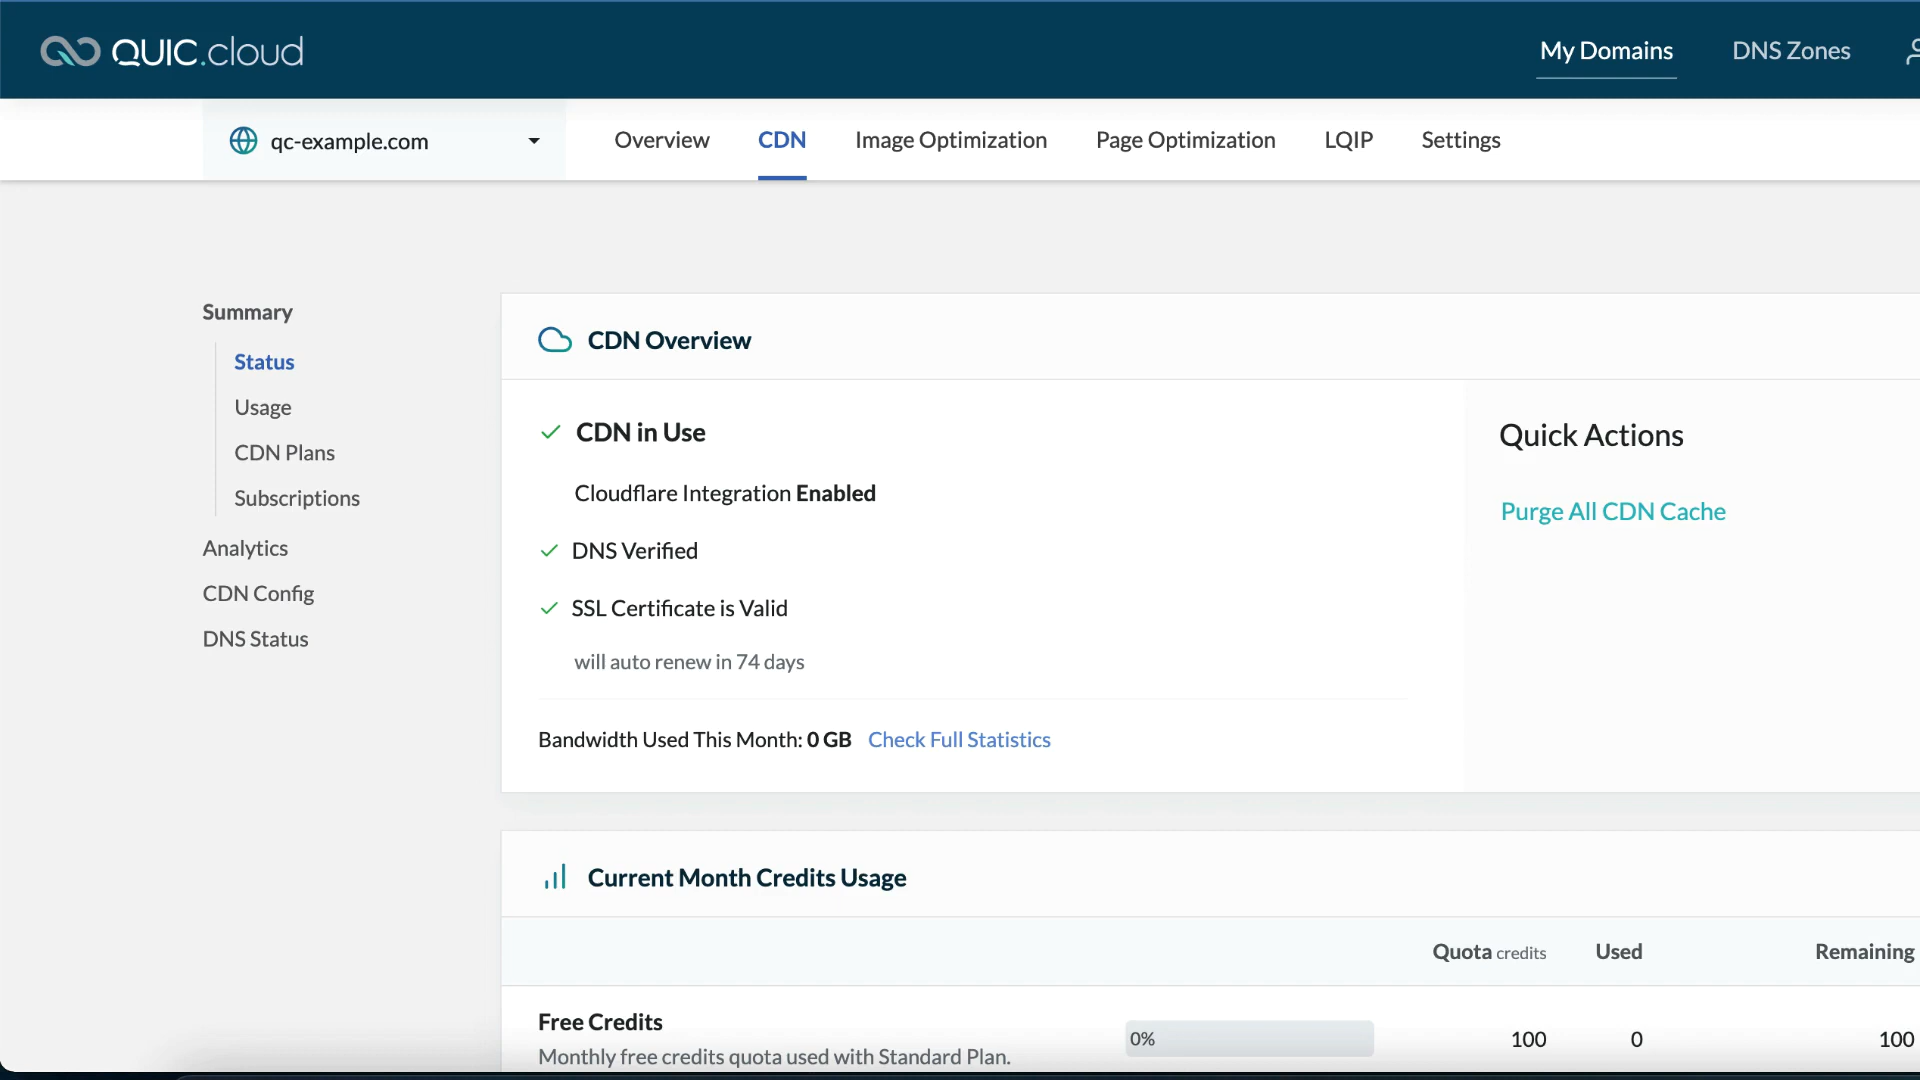 QUIC.cloud
My Domains
DNS Zones
qc-example.com
Overview
CDN
Image Optimization
Page Optimization
LQIP
Settings
Summary
Status
Usage
CDN Plans
Subscriptions
Analytics
CDN Config
DNS Status
CDN Overview
CDN in Use
Cloudflare Integration Enabled
DNS Verified
SSL Certificate is Valid
will auto renew in 74 days
Bandwidth Used This Month: 0 GB Check Full Statistics
Quick Actions
Purge All CDN Cache
Current Month Credits Usage
Quota credits Used Remaining
Free Credits
Monthly free credits quota used with Standard Plan.
0% 100 0 100